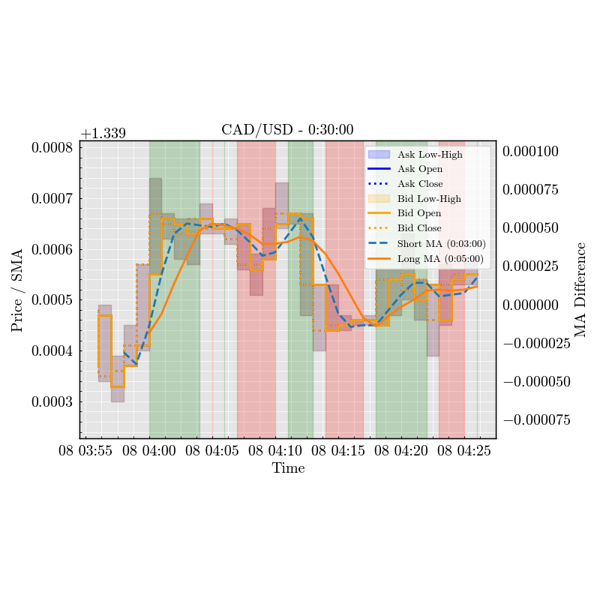 CAD/USD - 0:30:00
+1.339
0.0008
0.0007
0.0006
0.0005
0.0004
0.0003
Price / SMA
0.000100
0.000075
0.000050
0.000025
0.000000
−0.000025
−0.000050
−0.000075
MA Difference
Ask Low-High
Ask Open
Ask Close
Bid Low-High
Bid Open
Bid Close
Short MA (0:03:00)
Long MA (0:05:00)
08 03:55 08 04:00 08 04:05 08 04:10 08 04:15 08 04:20 08 04:25
Time